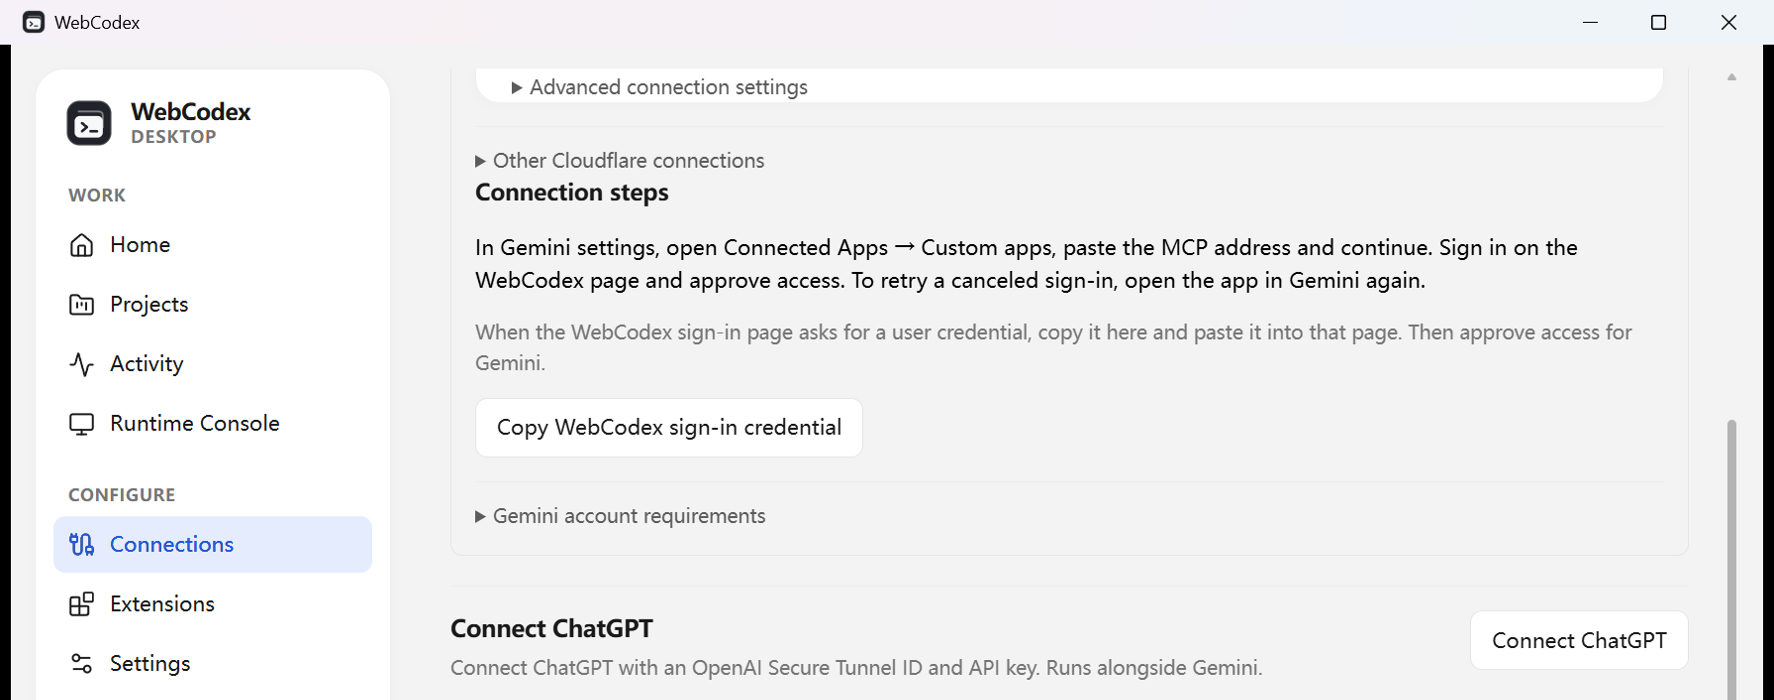 WebCodex
WebCodex
DESKTOP
WORK
Home
Projects
Activity
Runtime Console
CONFIGURE
Connections
Extensions
Settings
Advanced connection settings
Other Cloudflare connections
Connection steps
In Gemini settings, open Connected Apps → Custom apps, paste the MCP address and continue. Sign in on the
WebCodex page and approve access. To retry a canceled sign-in, open the app in Gemini again.
When the WebCodex sign-in page asks for a user credential, copy it here and paste it into that page. Then approve access for
Gemini.
Copy WebCodex sign-in credential
Gemini account requirements
Connect ChatGPT
Connect ChatGPT with an OpenAI Secure Tunnel ID and API key. Runs alongside Gemini.
Connect ChatGPT